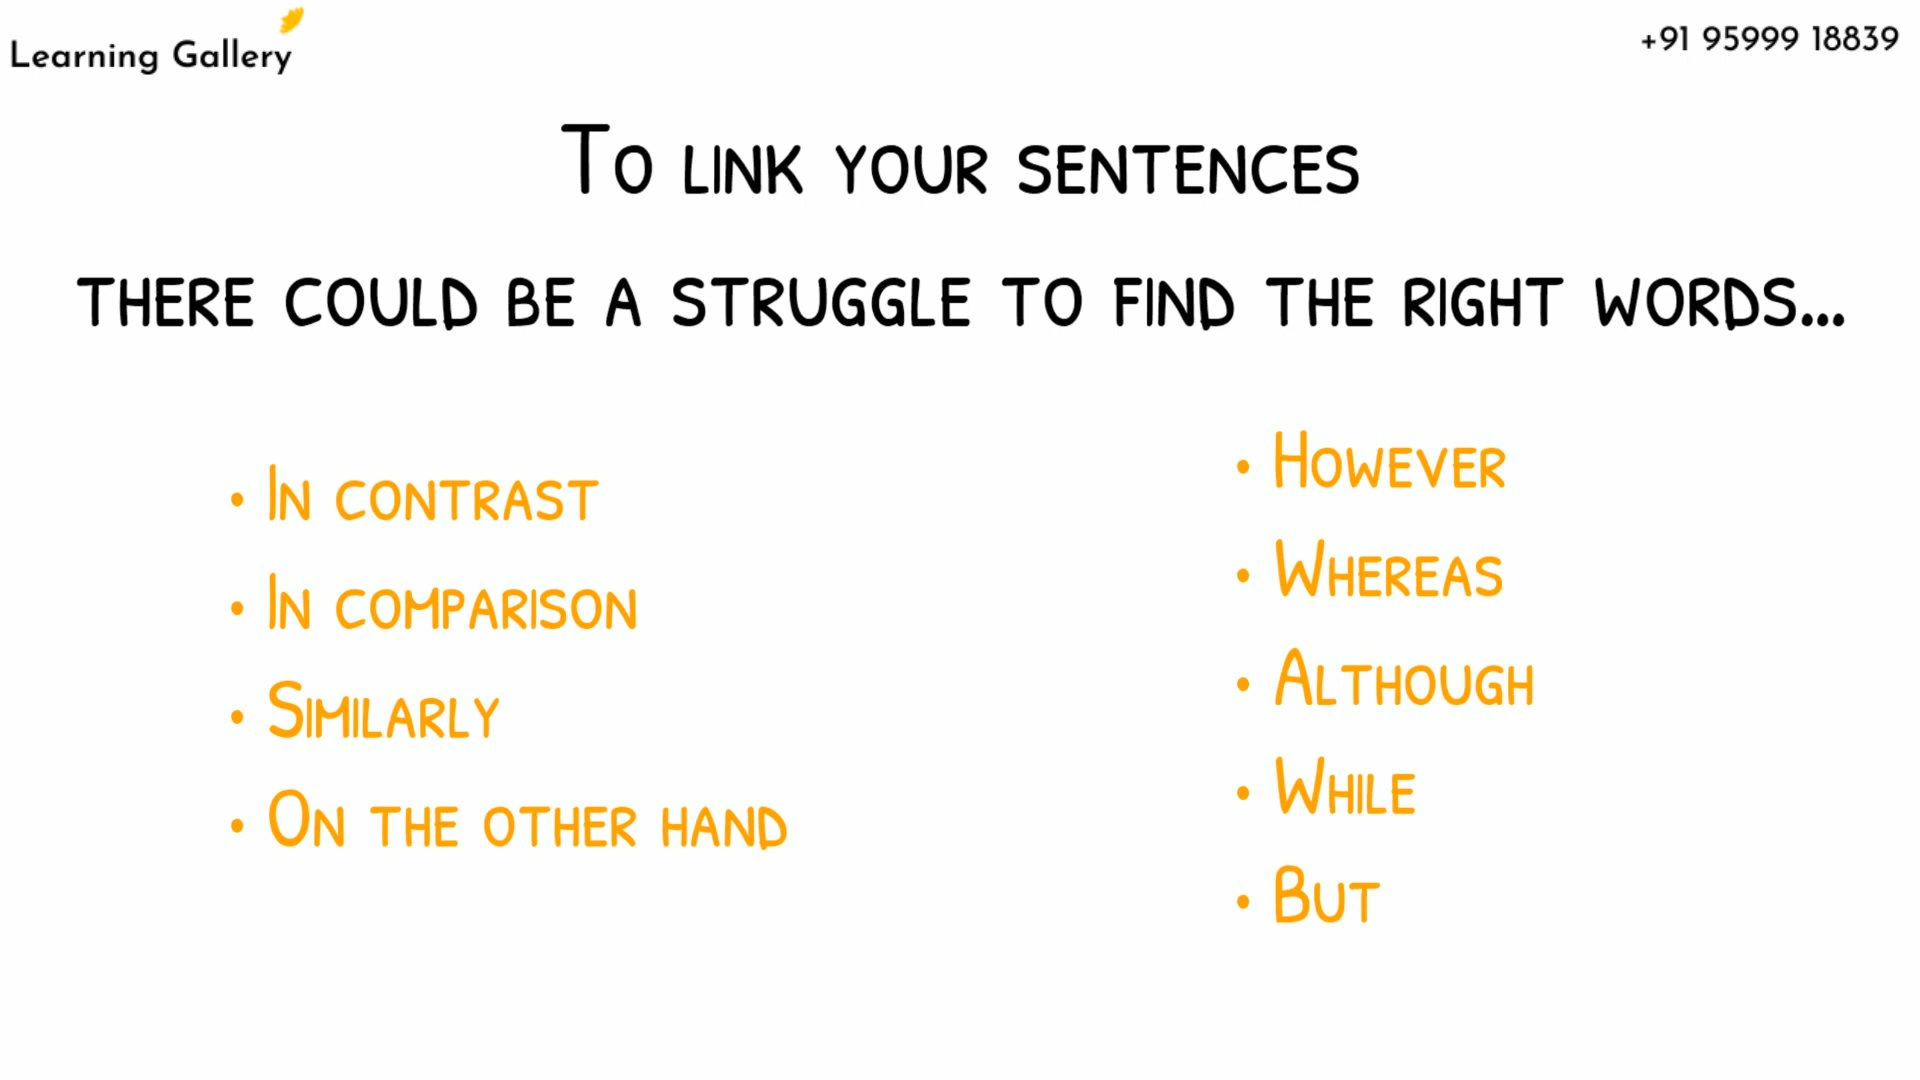 Learning Gallery
+91 95999 18839
To link your sentences
there could be a struggle to find the right words...
• In contrast
• In comparison
• Similarly
• On the other hand
• However
• Whereas
• Although
• While
• But